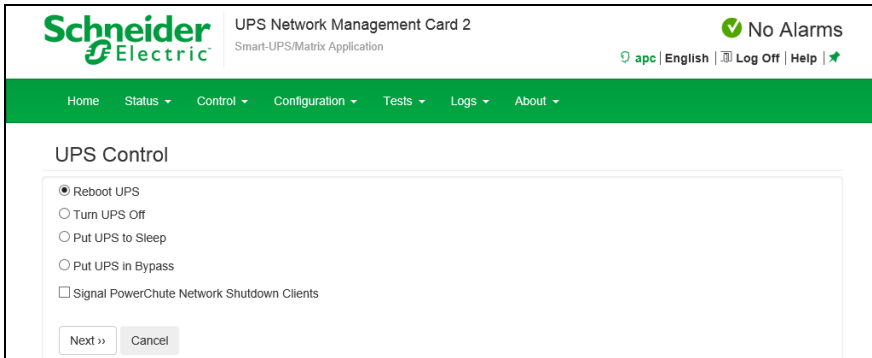 Schneider Electric
UPS Network Management Card 2
Smart-UPS/Matrix Application
No Alarms
apc | English | Log Off | Help |
Home Status Control Configuration Tests Logs About
UPS Control
Reboot UPS
Turn UPS Off
Put UPS to Sleep
Put UPS in Bypass
Signal PowerChute Network Shutdown Clients
Next ›› Cancel